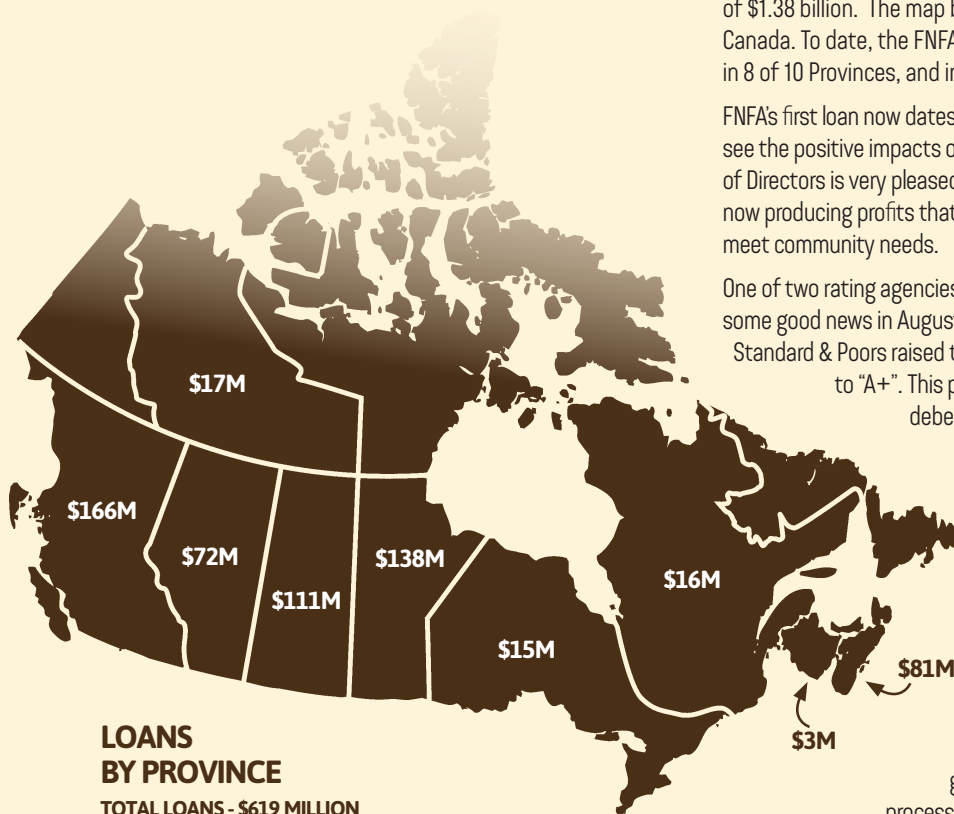 of $1.38 billion. The map
Canada. To date, the FNFA
in 8 of 10 Provinces, and
FNFA's first loan now dates
see the positive impacts
of Directors is very pleased
now producing profits that
meet community needs.
One of two rating agencies
some good news in August
Standard & Poors raised
to “A+”. This
$17M
$166M
$72M
$111M
$138M
$16M
$15M
$81M
$3M
LOANS
BY PROVINCE
TOTAL LOANS - $619 MILLION
process